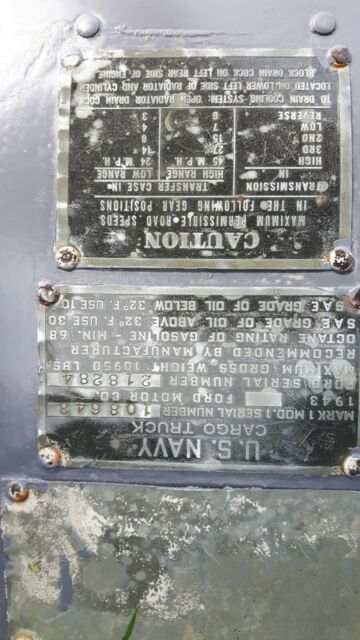 U.S. NAVY
CARGO TRUCK
MARK 1 MOD.1 SERIAL NUMBER 108643
1943 FORD MOTOR CO.
FORD SERIAL NUMBER 218284
MAXIMUM GROSS WEIGHT 10950 LBS.
RECOMMENDED BY MANUFACTURER
OCTANE RATING OF GASOLINE - MIN. 68
S.A.E. GRADE OF OIL ABOVE 32°F. USE 30
S.A.E. GRADE OF OIL BELOW 32°F. USE 10
CAUTION
MAXIMUM PERMISSIBLE ROAD SPEEDS
IN THE FOLLOWING GEAR POSITIONS
TRANSMISSION TRANSFER CASE IN
IN HIGH RANGE LOW RANGE
HIGH 45 M.P.H. 24 M.P.H.
3RD 27 14
2ND 15
LOW 7 4
REVERSE 6 3
TO DRAIN COOLING SYSTEM, OPEN RADIATOR DRAIN COCK
LOCATED ON LOWER LEFT SIDE OF RADIATOR AND CYLINDER
BLOCK DRAIN COCK ON LEFT REAR SIDE OF ENGINE